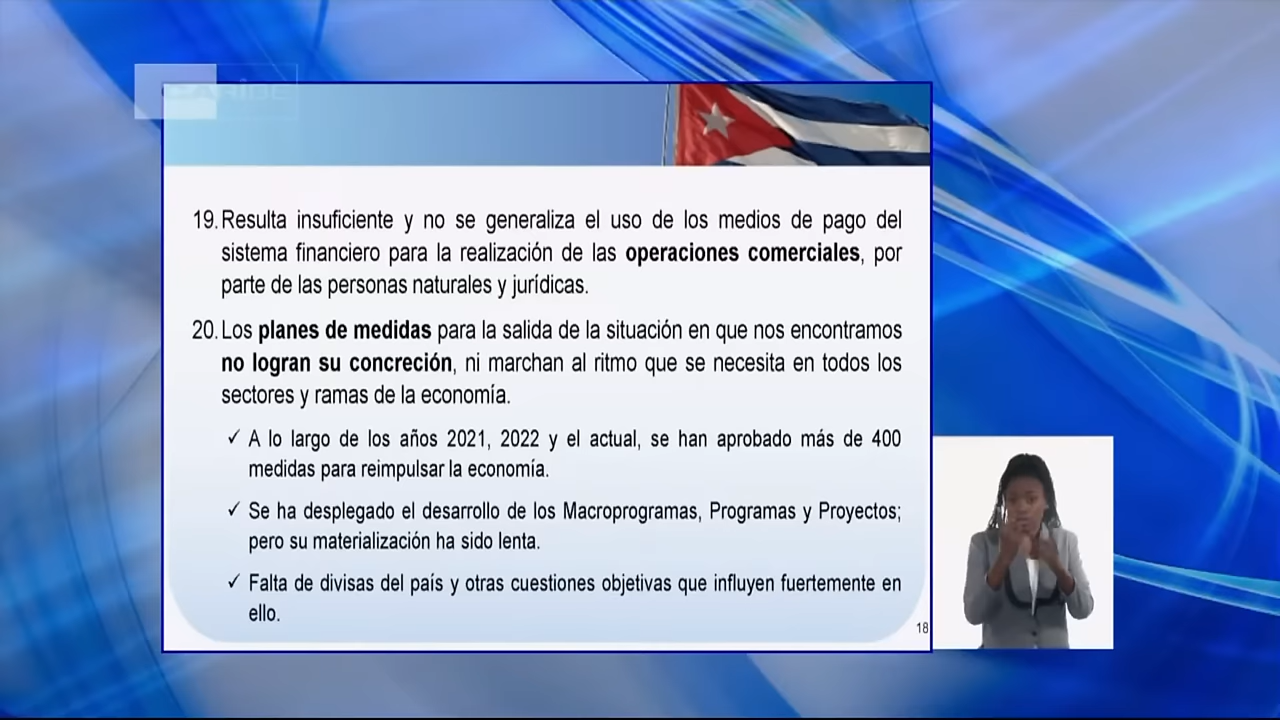 CARIBE
19. Resulta insuficiente y no se generaliza el uso de los medios de pago del
sistema financiero para la realización de las operaciones comerciales, por
parte de las personas naturales y jurídicas.
20. Los planes de medidas para la salida de la situación en que nos encontramos
no logran su concreción, ni marchan al ritmo que se necesita en todos los
sectores y ramas de la economía.
✓ A lo largo de los años 2021, 2022 y el actual, se han aprobado más de 400
medidas para reimpulsar la economía.
✓ Se ha desplegado el desarrollo de los Macroprogramas, Programas y Proyectos;
pero su materialización ha sido lenta.
✓ Falta de divisas del país y otras cuestiones objetivas que influyen fuertemente en
ello.
18